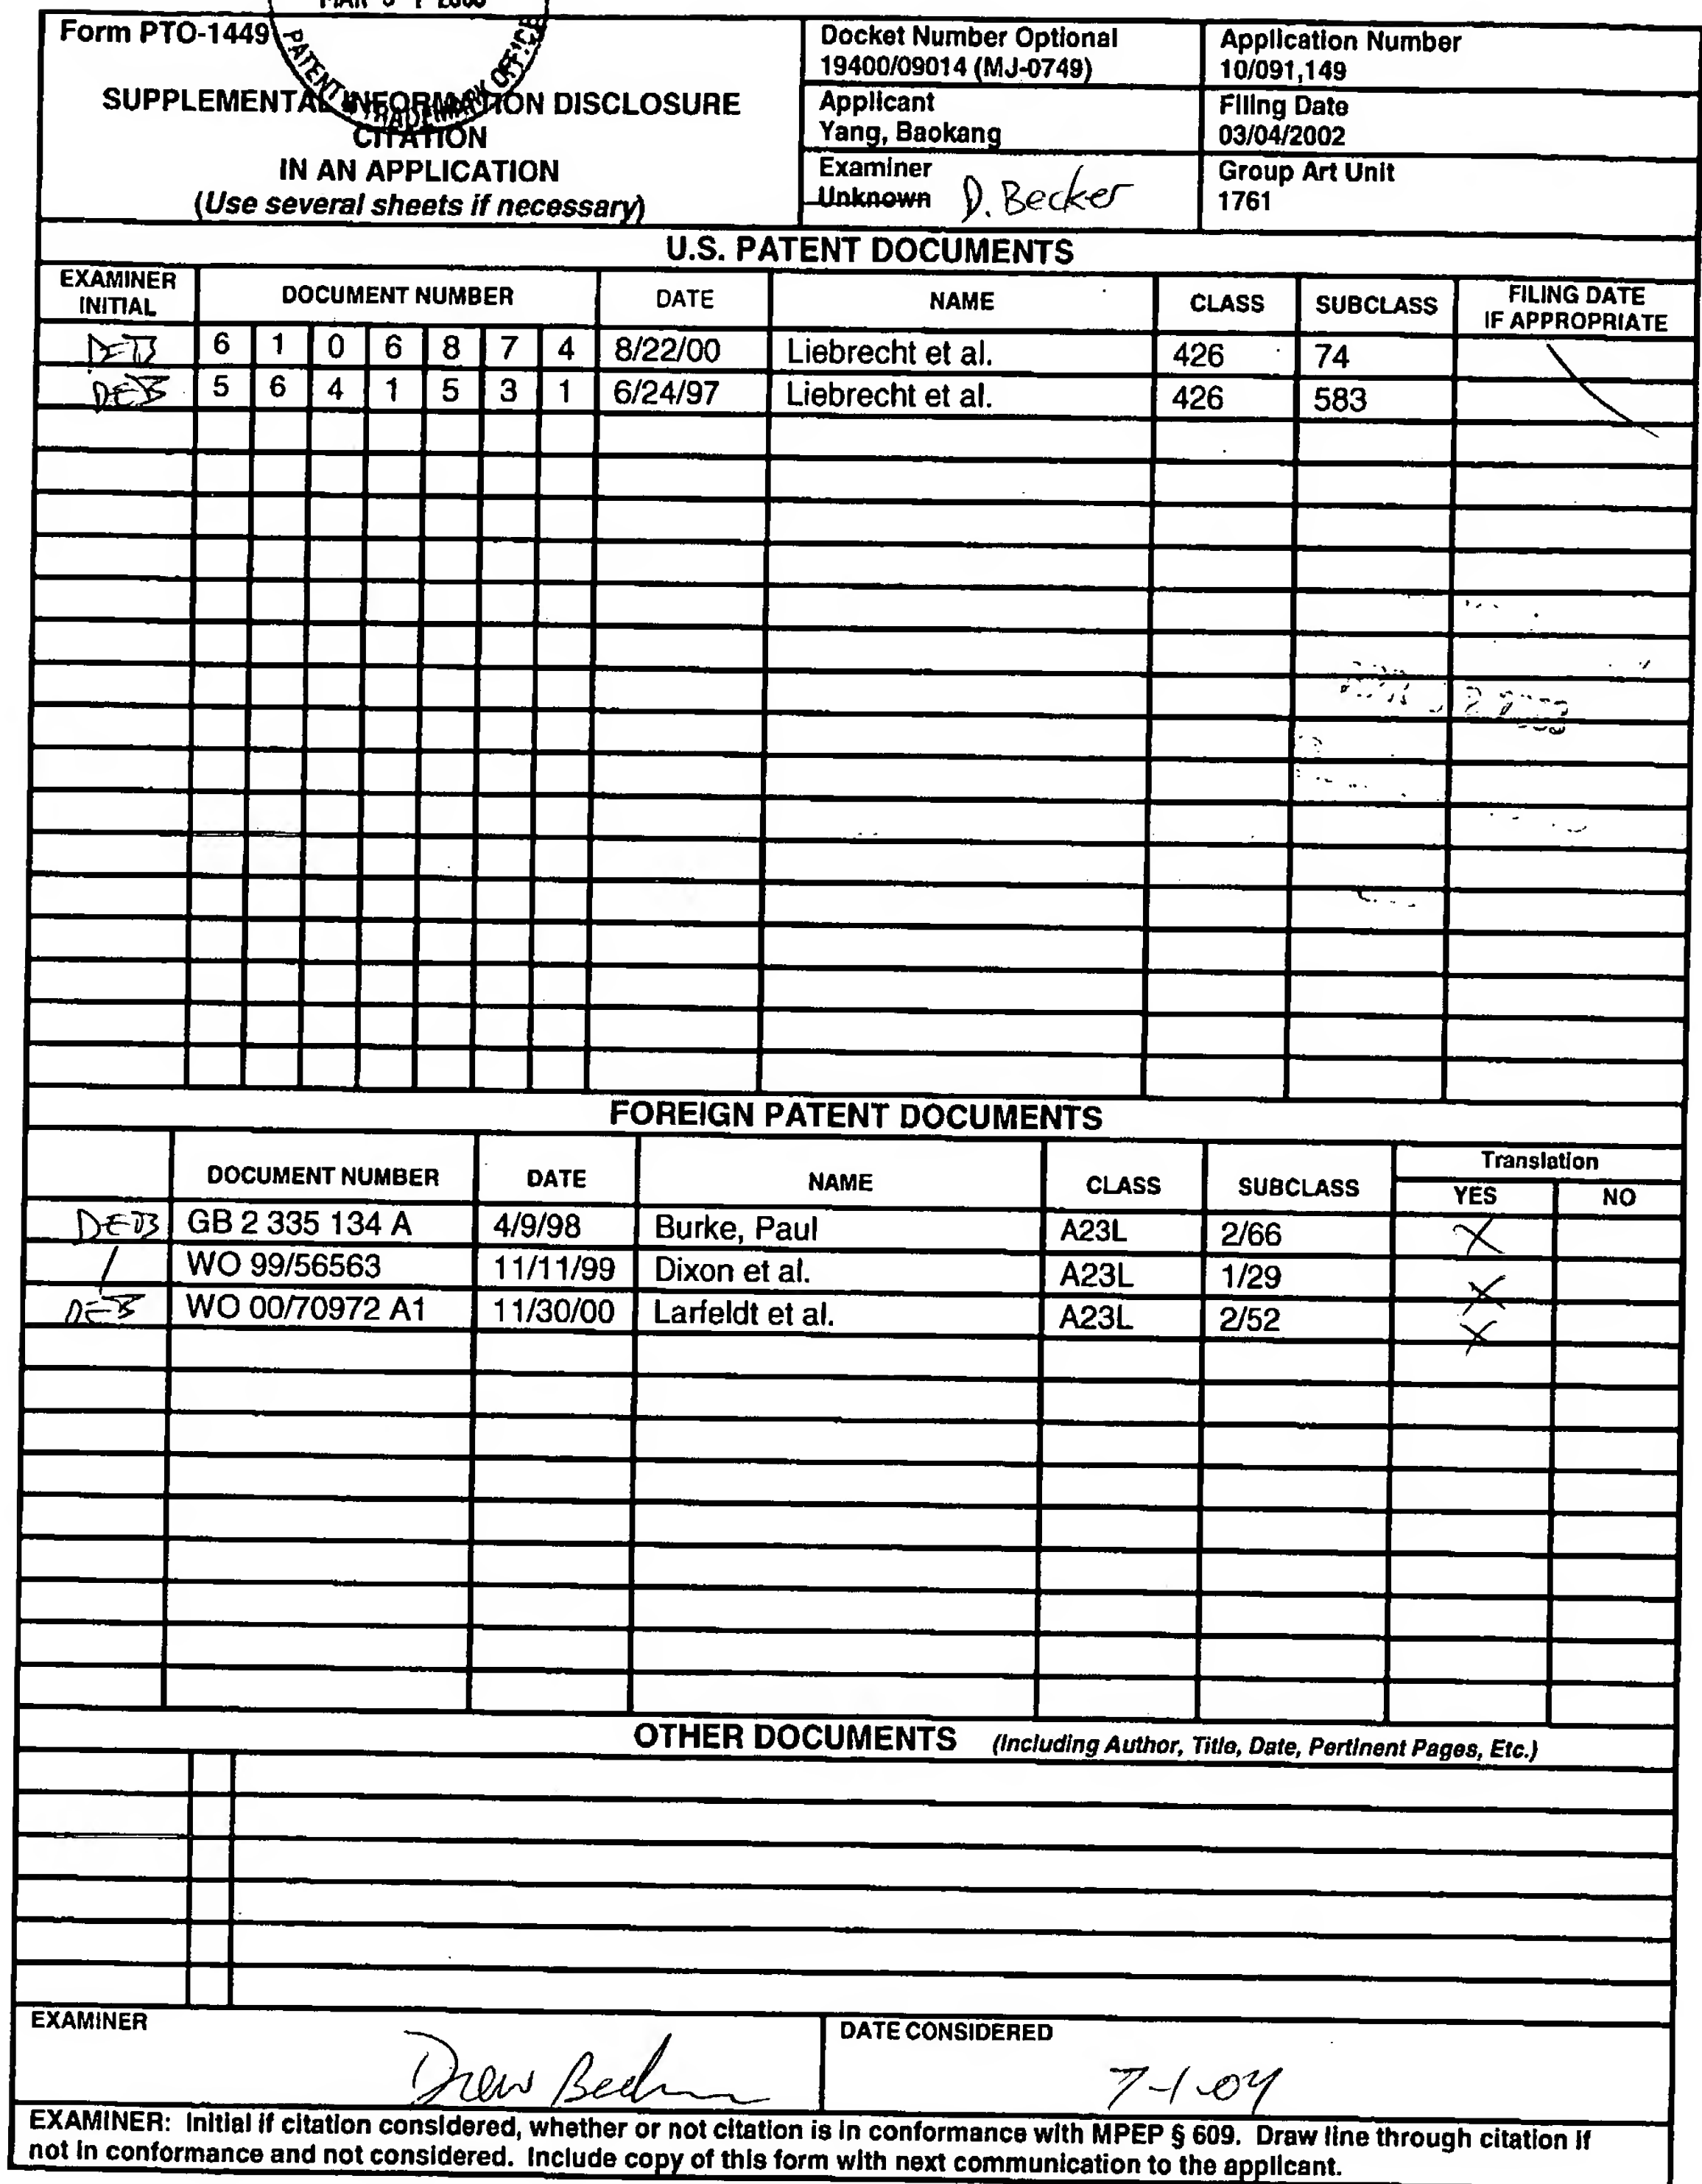 Form PTO-1449
PATENT & TRADEMARK OFFICE
SUPPLEMENTAL INFORMATION DISCLOSURE
CITATION
IN AN APPLICATION
(Use several sheets if necessary)
Docket Number Optional
19400/09014 (MJ-0749)
Application Number
10/091,149
Applicant
Yang, Baokang
Filing Date
03/04/2002
Examiner
Unknown D. Becker
Group Art Unit
1761
U.S. PATENT DOCUMENTS
EXAMINER INITIAL DOCUMENT NUMBER DATE NAME CLASS SUBCLASS FILING DATE IF APPROPRIATE
DEB 6 1 0 6 8 7 4 8/22/00 Liebrecht et al. 426 74
DEB 5 6 4 1 5 3 1 6/24/97 Liebrecht et al. 426 583
FOREIGN PATENT DOCUMENTS
DOCUMENT NUMBER DATE NAME CLASS SUBCLASS Translation YES NO
DEB GB 2 335 134 A 4/9/98 Burke, Paul A23L 2/66 X
WO 99/56563 11/11/99 Dixon et al. A23L 1/29 X
DEB WO 00/70972 A1 11/30/00 Larfeldt et al. A23L 2/52 X
OTHER DOCUMENTS (Including Author, Title, Date, Pertinent Pages, Etc.)
EXAMINER
Drew Becker
DATE CONSIDERED
7-1-04
EXAMINER: Initial if citation considered, whether or not citation is in conformance with MPEP § 609. Draw line through citation if
not in conformance and not considered. Include copy of this form with next communication to the applicant.